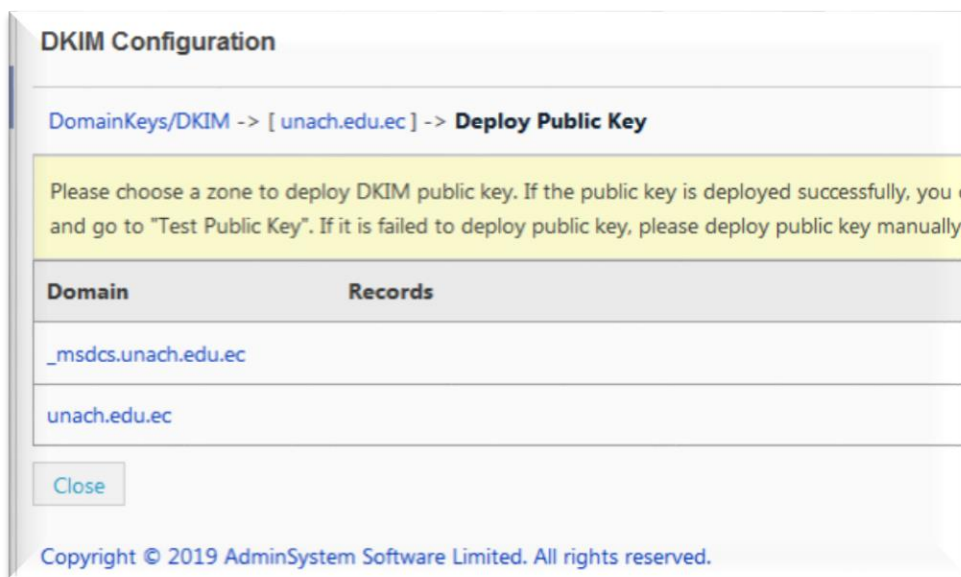 DKIM Configuration
DomainKeys/DKIM -> [ unach.edu.ec ] -> Deploy Public Key
Please choose a zone to deploy DKIM public key. If the public key is deployed successfully, you
and go to "Test Public Key". If it is failed to deploy public key, please deploy public key manually
Domain Records
_msdcs.unach.edu.ec
unach.edu.ec
Close
Copyright © 2019 AdminSystem Software Limited. All rights reserved.